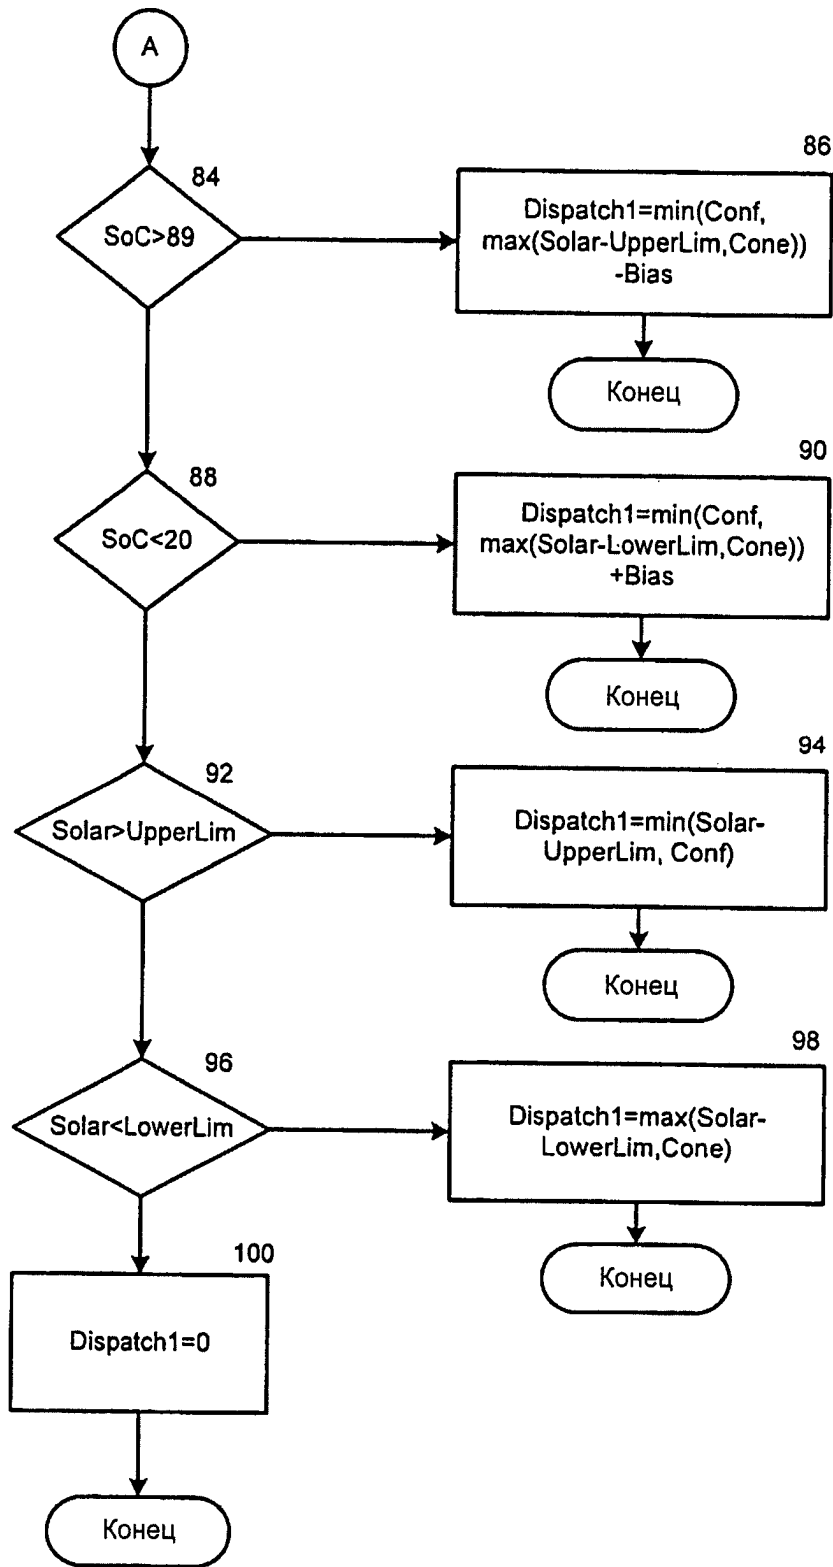 A
84
SoC>89
86
Dispatch1=min(Conf,
max(Solar-UpperLim,Cone))
-Bias
Конец
88
SoC<20
90
Dispatch1=min(Conf,
max(Solar-LowerLim,Cone))
+Bias
Конец
92
Solar>UpperLim
94
Dispatch1=min(Solar-
UpperLim, Conf)
Конец
96
Solar<LowerLim
98
Dispatch1=max(Solar-
LowerLim,Cone)
Конец
100
Dispatch1=0
Конец